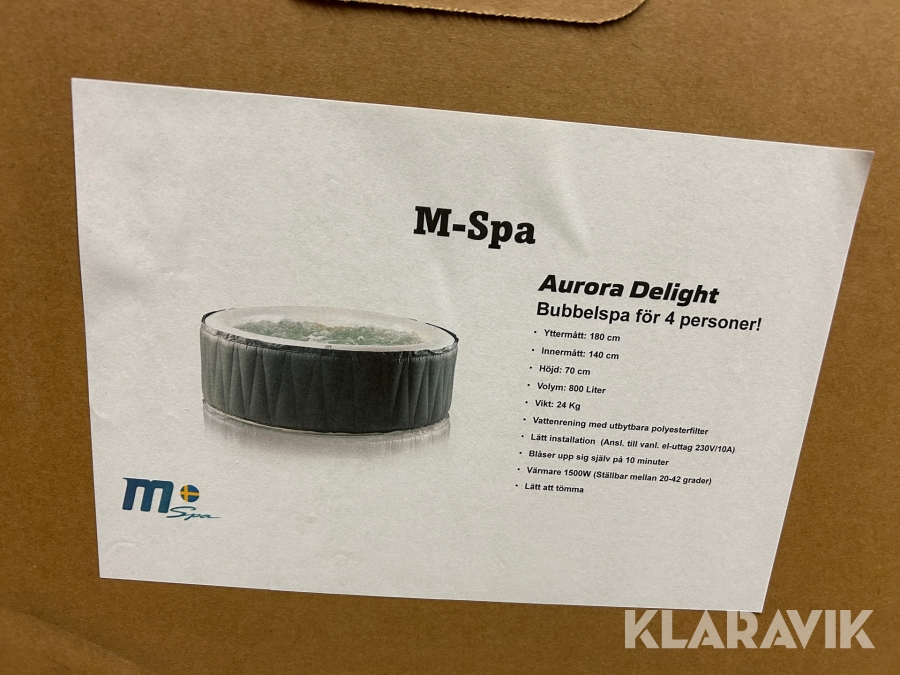 M-Spa
Aurora Delight
Bubbelspa för 4 personer!
• Yttermått: 180 cm
• Innermått: 140 cm
• Höjd: 70 cm
• Volym: 800 Liter
• Vikt: 24 Kg
• Vattenrening med utbytbara polyesterfilter
• Lätt installation (Ansl. till vanl. el-uttag 230V/10A)
• Blåser upp sig själv på 10 minuter
• Värmare 1500W (Ställbar mellan 20-42 grader)
• Lätt att tömma
m Spa
KLARAVIK